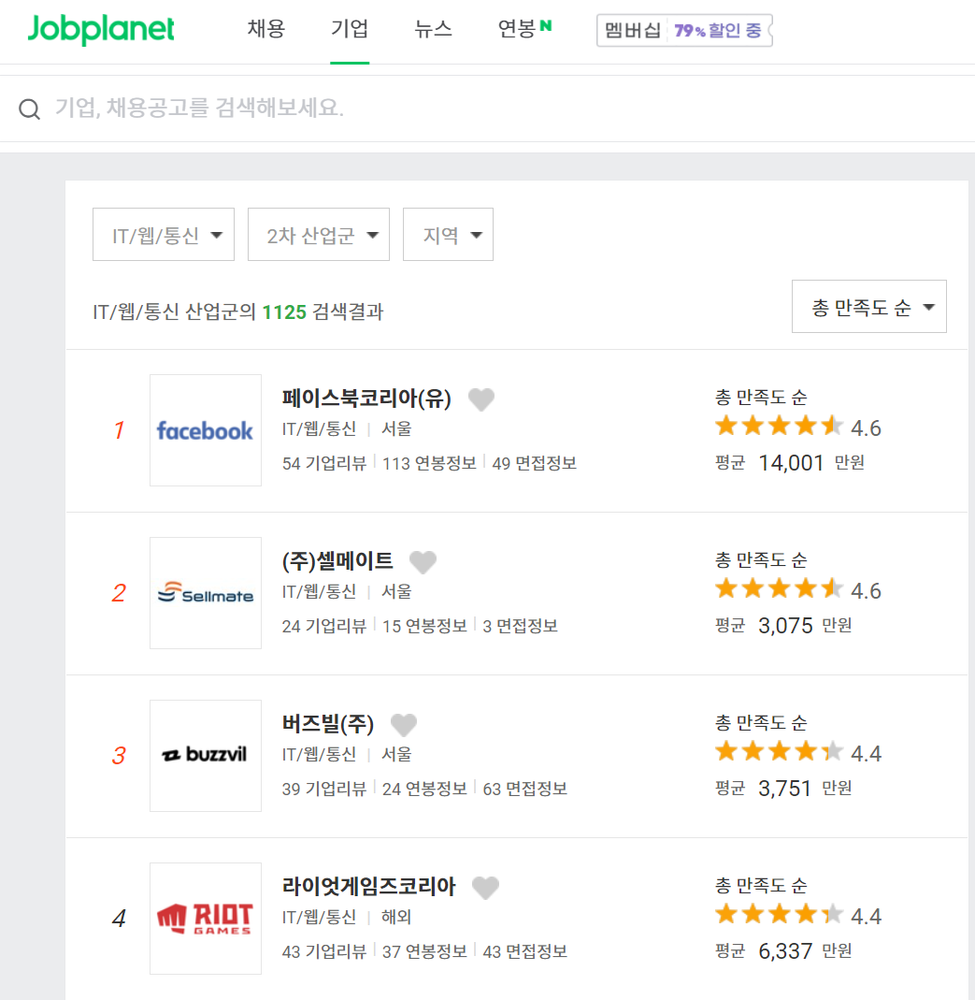 Jobplanet 채용 기업 뉴스 연봉 N 멤버십 79% 할인 중
기업, 채용공고를 검색해보세요.
IT/웹/통신 2차 산업군 지역
IT/웹/통신 산업군의 1125 검색결과
총 만족도 순
1
facebook
페이스북코리아(유)
IT/웹/통신 | 서울
54 기업리뷰 | 113 연봉정보 | 49 면접정보
총 만족도 순
4.6
평균 14,001 만원
2
Sellmate
(주)셀메이트
IT/웹/통신 | 서울
24 기업리뷰 | 15 연봉정보 | 3 면접정보
총 만족도 순
4.6
평균 3,075 만원
3
buzzvil
버즈빌(주)
IT/웹/통신 | 서울
39 기업리뷰 | 24 연봉정보 | 63 면접정보
총 만족도 순
4.4
평균 3,751 만원
4
RIOT
GAMES
라이엇게임즈코리아
IT/웹/통신 | 해외
43 기업리뷰 | 37 연봉정보 | 43 면접정보
총 만족도 순
4.4
평균 6,337 만원